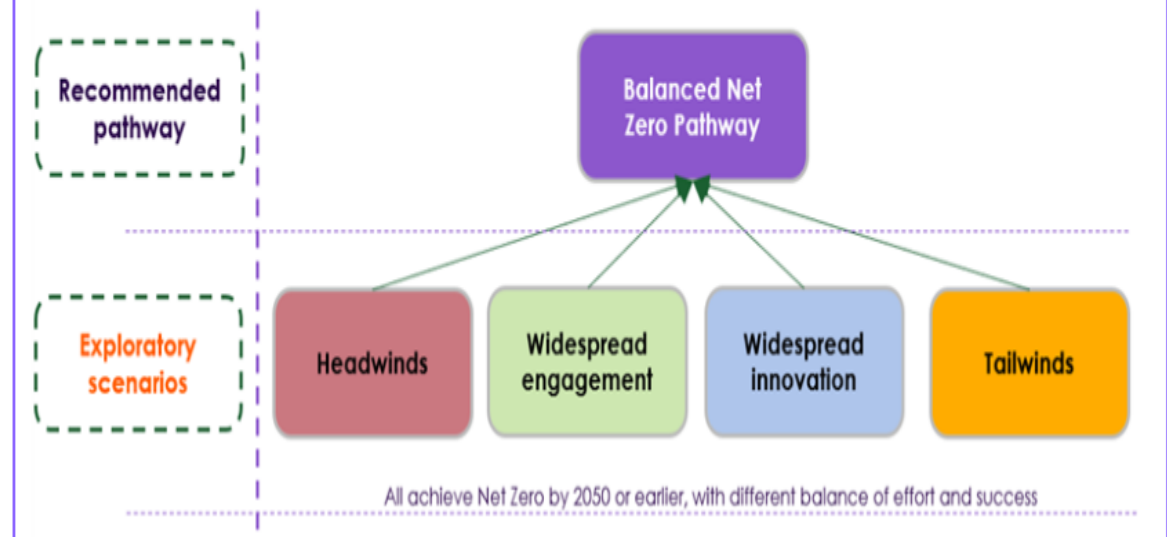 Recommended
pathway
Balanced Net
Zero Pathway
Exploratory
scenarios
Headwinds
Widespread
engagement
Widespread
innovation
Tailwinds
All achieve Net Zero by 2050 or earlier, with different balance of effort and success